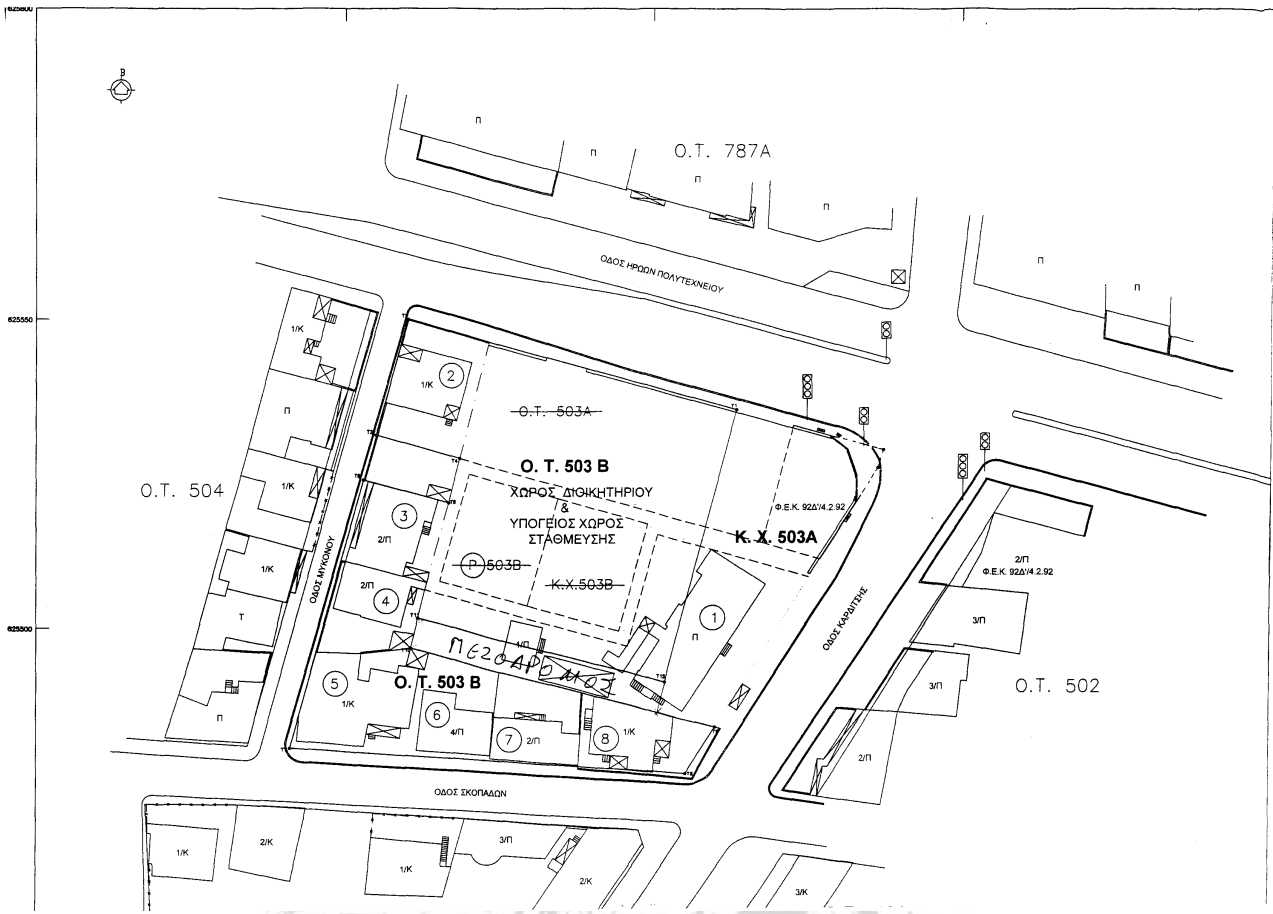 625600
Β
Π
Π
Ο.Τ. 787Α
Π
Π
Π
Π
ΟΔΟΣ ΗΡΩΩΝ ΠΟΛΥΤΕΧΝΕΙΟΥ
625550
1/Κ
2
1/Κ
Ο.Τ. 503Α
Τ1
Π
Ο. Τ. 503 Β
ΧΩΡΟΣ ΔΙΟΙΚΗΤΗΡΙΟΥ
&
ΥΠΟΓΕΙΟΣ ΧΩΡΟΣ
ΣΤΑΘΜΕΥΣΗΣ
Ο.Τ. 504
1/Κ
3
2/Π
Φ.Ε.Κ. 92Δ'/4.2.92
Κ. Χ. 503Α
Ρ 503Β
Κ.Χ.503Β
ΟΔΟΣ ΜΥΚΟΝΟΥ
1/Κ
2/Π
4
2/Π
Φ.Ε.Κ. 92Δ'/4.2.92
Τ
1
Π
ΟΔΟΣ ΚΑΡΔΙΤΣΗΣ
3/Π
1/Π
ΠΕΖΟΔΡΟΜΟΣ
Ο. Τ. 503 Β
5
1/Κ
3/Π
Ο.Τ. 502
625500
Π
6
4/Π
7
2/Π
8
1/Κ
2/Π
ΟΔΟΣ ΣΚΟΠΑΔΩΝ
1/Κ
2/Κ
1/Κ
3/Π
2/Κ
3/Κ